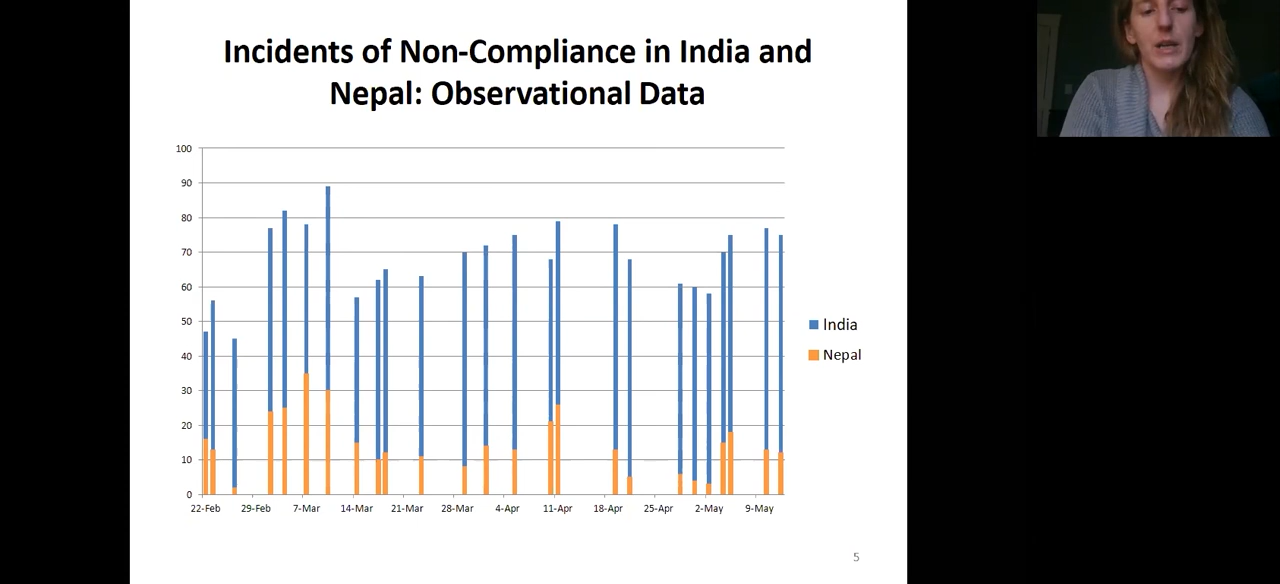 Incidents of Non-Compliance in India and
Nepal: Observational Data
100
90
80
70
60
50
40
30
20
10
0
22-Feb 29-Feb 7-Mar 14-Mar 21-Mar 28-Mar 4-Apr 11-Apr 18-Apr 25-Apr 2-May 9-May
India
Nepal
5